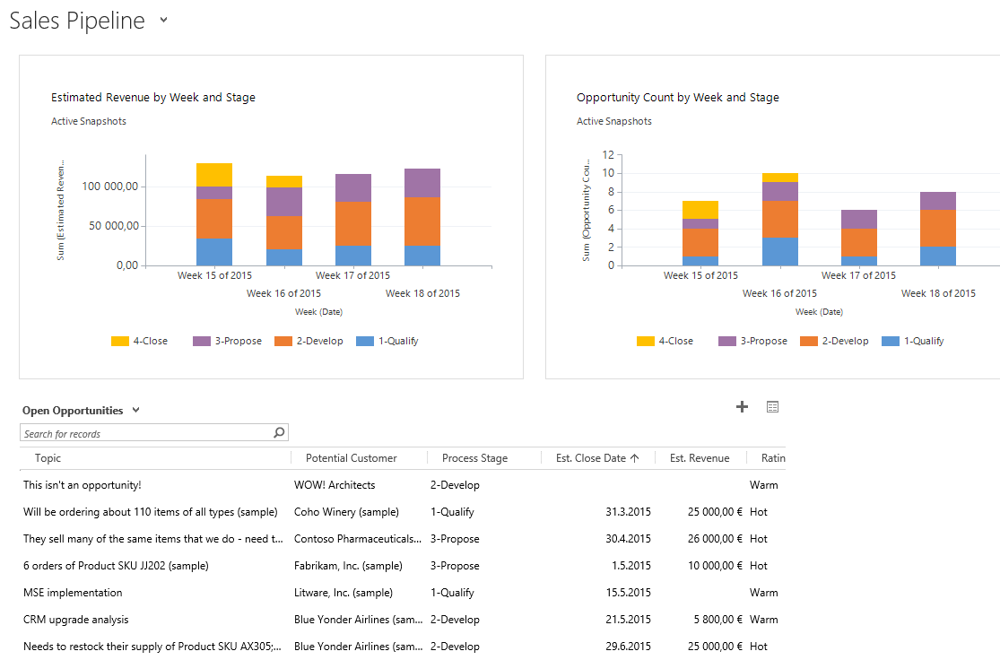 Sales Pipeline
Estimated Revenue by Week and Stage
Active Snapshots
Sum (Estimated Reven...
100 000,00
50 000,00
0,00
Week 15 of 2015
Week 17 of 2015
Week 16 of 2015
Week 18 of 2015
Week (Date)
4-Close
3-Propose
2-Develop
1-Qualify
Opportunity Count by Week and Stage
Active Snapshots
Sum (Opportunity Cou...
12
10
8
6
4
2
0
Week 15 of 2015
Week 17 of 2015
Week 16 of 2015
Week 18 of 2015
Week (Date)
4-Close
3-Propose
2-Develop
1-Qualify
Open Opportunities
Search for records
Topic Potential Customer Process Stage Est. Close Date Est. Revenue Ratin
This isn't an opportunity! WOW! Architects 2-Develop Warm
Will be ordering about 110 items of all types (sample) Coho Winery (sample) 1-Qualify 31.3.2015 25 000,00 € Hot
They sell many of the same items that we do - need t... Contoso Pharmaceuticals... 3-Propose 30.4.2015 26 000,00 € Hot
6 orders of Product SKU JJ202 (sample) Fabrikam, Inc. (sample) 3-Propose 1.5.2015 10 000,00 € Hot
MSE implementation Litware, Inc. (sample) 1-Qualify 15.5.2015 Warm
CRM upgrade analysis Blue Yonder Airlines (sam... 2-Develop 21.5.2015 5 800,00 € Warm
Needs to restock their supply of Product SKU AX305;... Blue Yonder Airlines (sam... 2-Develop 29.6.2015 25 000,00 € Hot